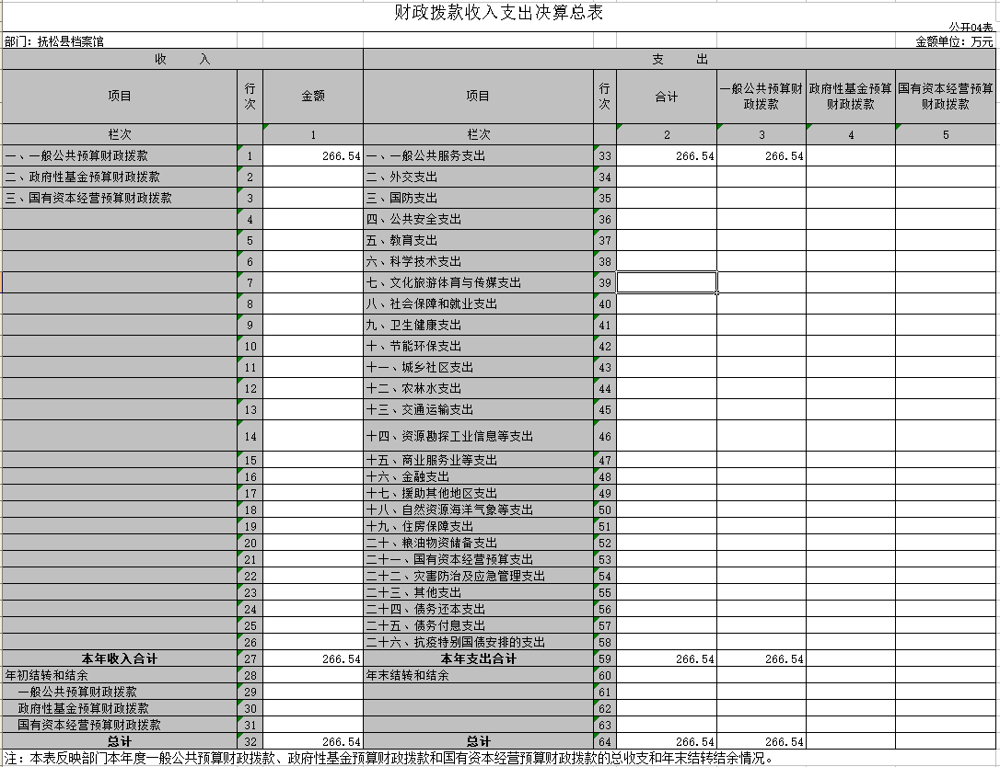 财政拨款收入支出决算总表
公开04表
部门：抚松县档案馆 金额单位：万元
收 入 支 出
项目 行次 金额 项目 行次 合计 一般公共预算财政拨款 政府性基金预算财政拨款 国有资本经营预算财政拨款
栏次 1 栏次 2 3 4 5
一、一般公共预算财政拨款 1 266.54 一、一般公共服务支出 33 266.54 266.54
二、政府性基金预算财政拨款 2 二、外交支出 34
三、国有资本经营预算财政拨款 3 三、国防支出 35
4 四、公共安全支出 36
5 五、教育支出 37
6 六、科学技术支出 38
7 七、文化旅游体育与传媒支出 39
8 八、社会保障和就业支出 40
9 九、卫生健康支出 41
10 十、节能环保支出 42
11 十一、城乡社区支出 43
12 十二、农林水支出 44
13 十三、交通运输支出 45
14 十四、资源勘探工业信息等支出 46
15 十五、商业服务业等支出 47
16 十六、金融支出 48
17 十七、援助其他地区支出 49
18 十八、自然资源海洋气象等支出 50
19 十九、住房保障支出 51
20 二十、粮油物资储备支出 52
21 二十一、国有资本经营预算支出 53
22 二十二、灾害防治及应急管理支出 54
23 二十三、其他支出 55
24 二十四、债务还本支出 56
25 二十五、债务付息支出 57
26 二十六、抗疫特别国债安排的支出 58
本年收入合计 27 266.54 本年支出合计 59 266.54 266.54
年初结转和结余 28 年末结转和结余 60
一般公共预算财政拨款 29 61
政府性基金预算财政拨款 30 62
国有资本经营预算财政拨款 31 63
总计 32 266.54 总计 64 266.54 266.54
注：本表反映部门本年度一般公共预算财政拨款、政府性基金预算财政拨款和国有资本经营预算财政拨款的总收支和年末结转结余情况。